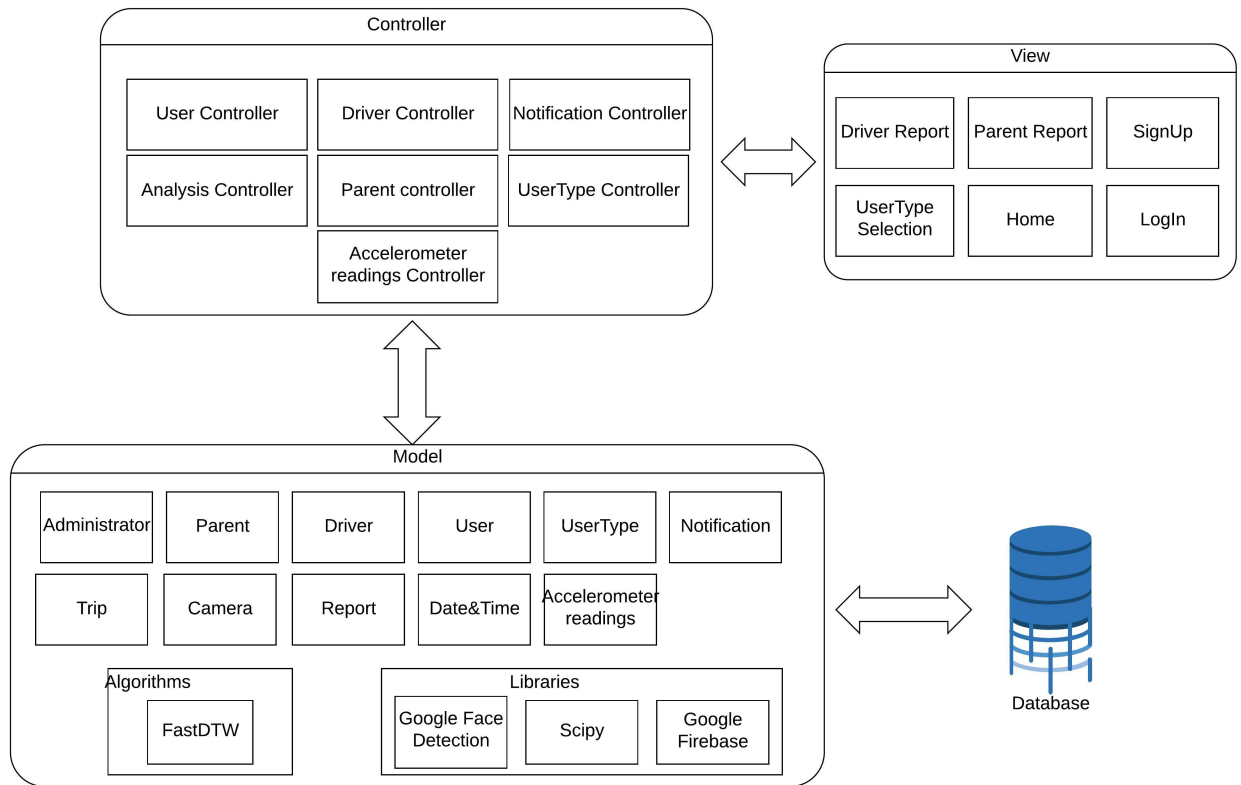 Controller
User Controller
Driver Controller
Notification Controller
Analysis Controller
Parent controller
UserType Controller
Accelerometer
readings Controller
View
Driver Report
Parent Report
SignUp
UserType
Selection
Home
LogIn
Model
Administrator
Parent
Driver
User
UserType
Notification
Trip
Camera
Report
Date&Time
Accelerometer
readings
Algorithms
FastDTW
Libraries
Google Face
Detection
Scipy
Google
Firebase
Database